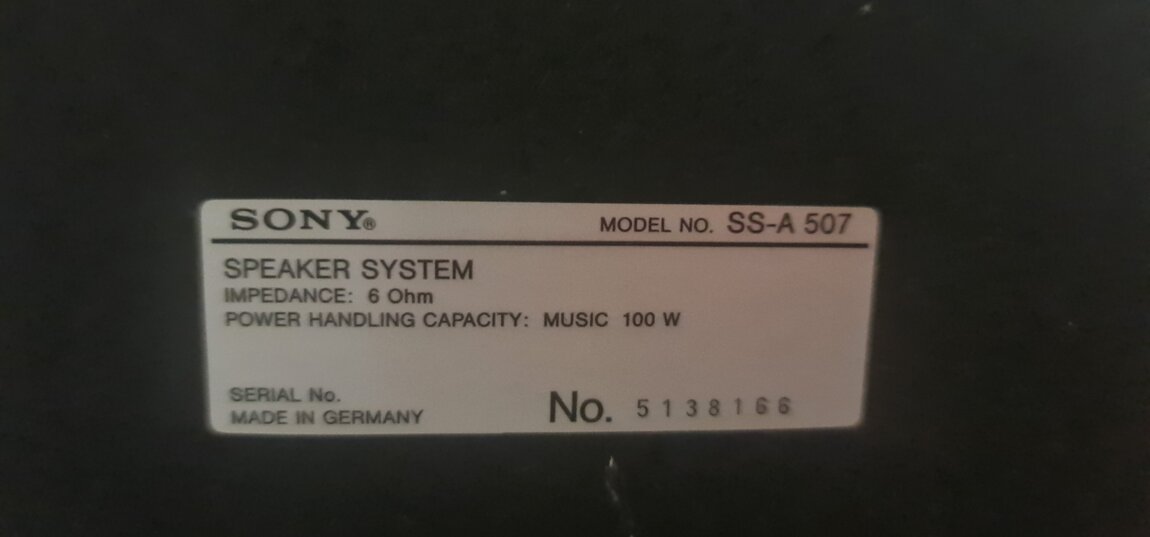 SONY® MODEL NO. SS-A 507
SPEAKER SYSTEM
IMPEDANCE: 6 Ohm
POWER HANDLING CAPACITY: MUSIC 100 W
SERIAL No.
MADE IN GERMANY No. 5138166